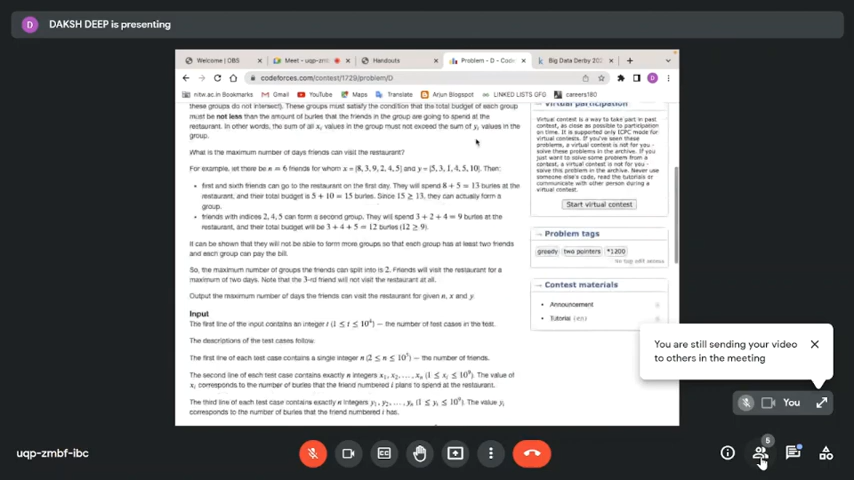 D DAKSH DEEP is presenting
Welcome | OBS
Meet - uqp-zmb
Handouts
Problem - D - Code
Big Data Derby 202
codeforces.com/contest/1729/problem/D
D
nitw.ac.in Bookmarks
Gmail
YouTube
Maps
Translate
Arjun Blogspot
LINKED LISTS GFG
careers180
these groups do not intersect). These groups must satisfy the condition that the total budget of each group
must be not less than the amount of burles that the friends in the group are going to spend at the
restaurant. In other words, the sum of all xᵢ values in the group must not exceed the sum of yᵢ values in the
group.
What is the maximum number of days friends can visit the restaurant?
For example, let there be n = 6 friends for whom x = [8, 3, 9, 2, 4, 5] and y = [5, 3, 1, 4, 5, 10]. Then:
• first and sixth friends can go to the restaurant on the first day. They will spend 8 + 5 = 13 burles at the
restaurant, and their total budget is 5 + 10 = 15 burles. Since 15 ≥ 13, they can actually form a
group.
• friends with indices 2, 4, 5 can form a second group. They will spend 3 + 2 + 4 = 9 burles at the
restaurant, and their total budget will be 3 + 4 + 5 = 12 burles (12 ≥ 9).
It can be shown that they will not be able to form more groups so that each group has at least two friends
and each group can pay the bill.
So, the maximum number of groups the friends can split into is 2. Friends will visit the restaurant for a
maximum of two days. Note that the 3-rd friend will not visit the restaurant at all.
Output the maximum number of days the friends can visit the restaurant for given n, x and y.
Input
The first line of the input contains an integer t (1 ≤ t ≤ 10⁴) — the number of test cases in the test.
The descriptions of the test cases follow.
The first line of each test case contains a single integer n (2 ≤ n ≤ 10⁵) — the number of friends.
The second line of each test case contains exactly n integers x₁, x₂, …, xₙ (1 ≤ xᵢ ≤ 10⁹). The value of
xᵢ corresponds to the number of burles that the friend numbered i plans to spend at the restaurant.
The third line of each test case contains exactly n integers y₁, y₂, …, yₙ (1 ≤ yᵢ ≤ 10⁹). The value yᵢ
corresponds to the number of burles that the friend numbered i has.
→ Virtual participation
Virtual contest is a way to take part in past
contest, as close as possible to participation
on time. It is supported only ICPC mode for
virtual contests. If you've seen these
problems, a virtual contest is not for you -
solve these problems in the archive. If you
just want to solve some problem from a
contest, a virtual contest is not for you -
solve this problem in the archive. Never
use someone else's code, read the tutorials
or communicate with other person during a
virtual contest.
Start virtual contest
→ Problem tags
greedy
two pointers
*1200
No tag edit access
→ Contest materials
• Announcement
• Tutorial (en)
You are still sending your video
to others in the meeting
You
uqp-zmbf-ibc
5